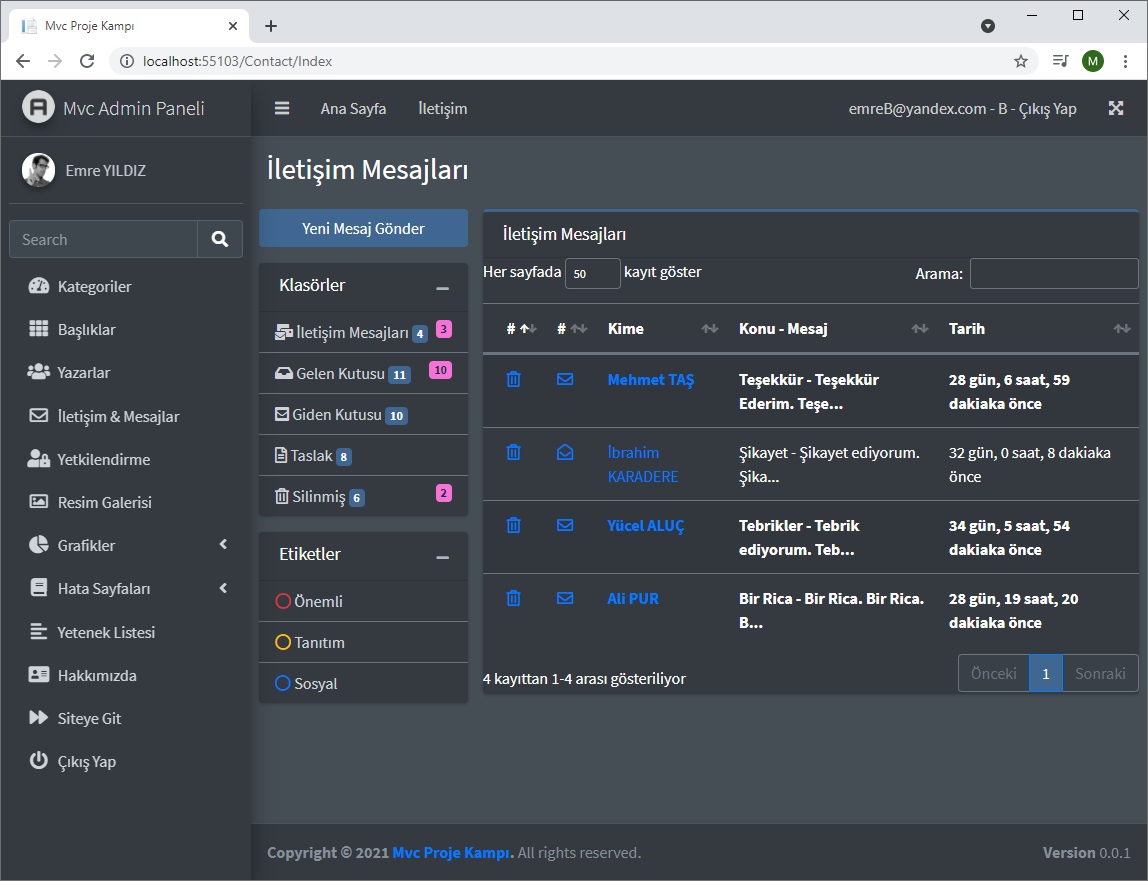 Mvc Proje Kampı
localhost:55103/Contact/Index
M
Mvc Admin Paneli
Ana Sayfa
İletişim
emreB@yandex.com - B - Çıkış Yap
Emre YILDIZ
Search
Kategoriler
Başlıklar
Yazarlar
İletişim & Mesajlar
Yetkilendirme
Resim Galerisi
Grafikler
Hata Sayfaları
Yetenek Listesi
Hakkımızda
Siteye Git
Çıkış Yap
İletişim Mesajları
Yeni Mesaj Gönder
Klasörler
İletişim Mesajları 4 3
Gelen Kutusu 11 10
Giden Kutusu 10
Taslak 8
Silinmiş 6 2
Etiketler
Önemli
Tanıtım
Sosyal
İletişim Mesajları
Her sayfada 50 kayıt göster
Arama:
# # Kime Konu - Mesaj Tarih
Mehmet TAŞ Teşekkür - Teşekkür 28 gün, 6 saat, 59
Ederim. Teşe... dakiaka önce
İbrahim Şikayet - Şikayet ediyorum. 32 gün, 0 saat, 8 dakiaka
KARADERE Şika... önce
Yücel ALUÇ Tebrikler - Tebrik 34 gün, 5 saat, 54
ediyorum. Teb... dakiaka önce
Ali PUR Bir Rica - Bir Rica. Bir Rica. 28 gün, 19 saat, 20
B... dakiaka önce
4 kayıttan 1-4 arası gösteriliyor
Önceki 1 Sonraki
Copyright © 2021 Mvc Proje Kampı. All rights reserved.
Version 0.0.1